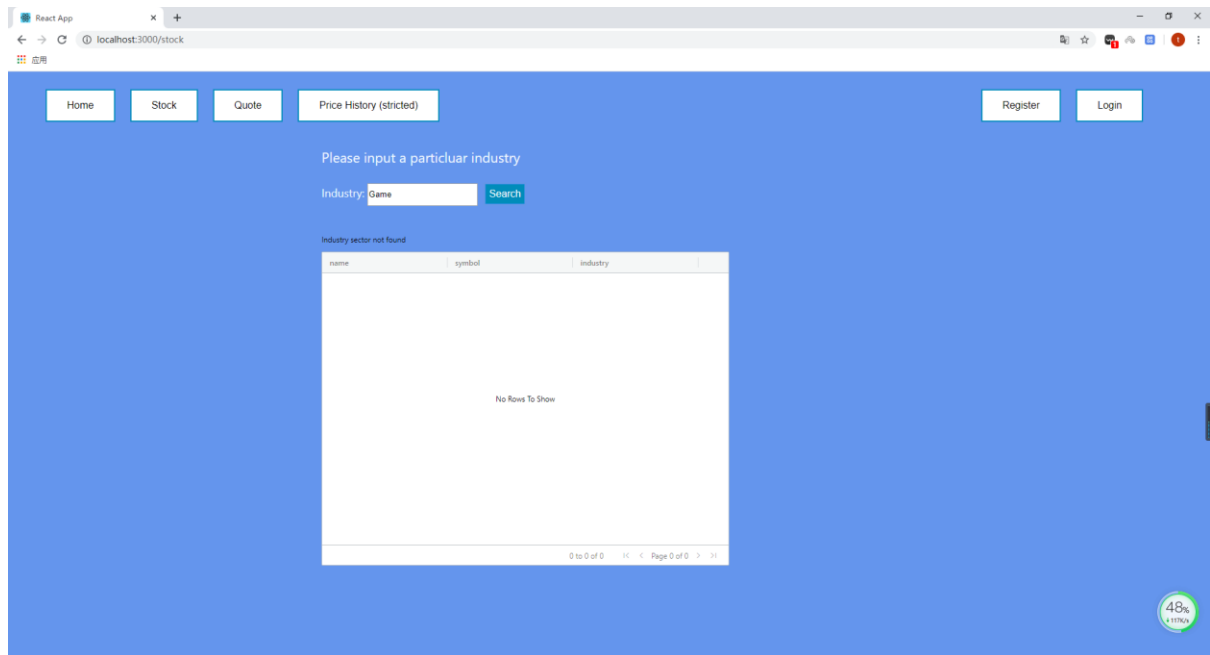 React App
localhost:3000/stock
应用
Home Stock Quote Price History (stricted) Register Login
Please input a particluar industry
Industry: Game Search
Industry sector not found
name symbol industry
No Rows To Show
0 to 0 of 0 Page 0 of 0
48%
117K/s